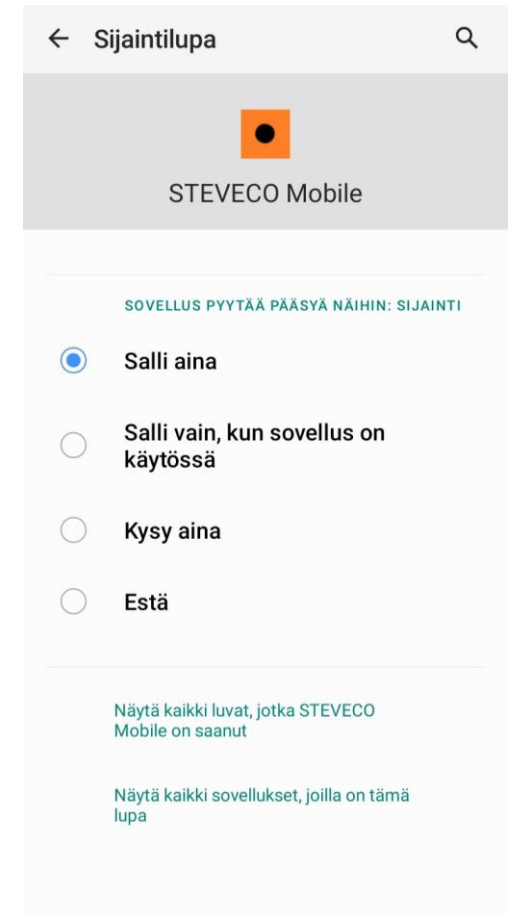 Sijaintilupa
STEVECO Mobile
SOVELLUS PYYTÄÄ PÄÄSYÄ NÄIHIN: SIJAINTI
Salli aina
Salli vain, kun sovellus on
käytössä
Kysy aina
Estä
Näytä kaikki luvat, jotka STEVECO
Mobile on saanut
Näytä kaikki sovellukset, joilla on tämä
lupa